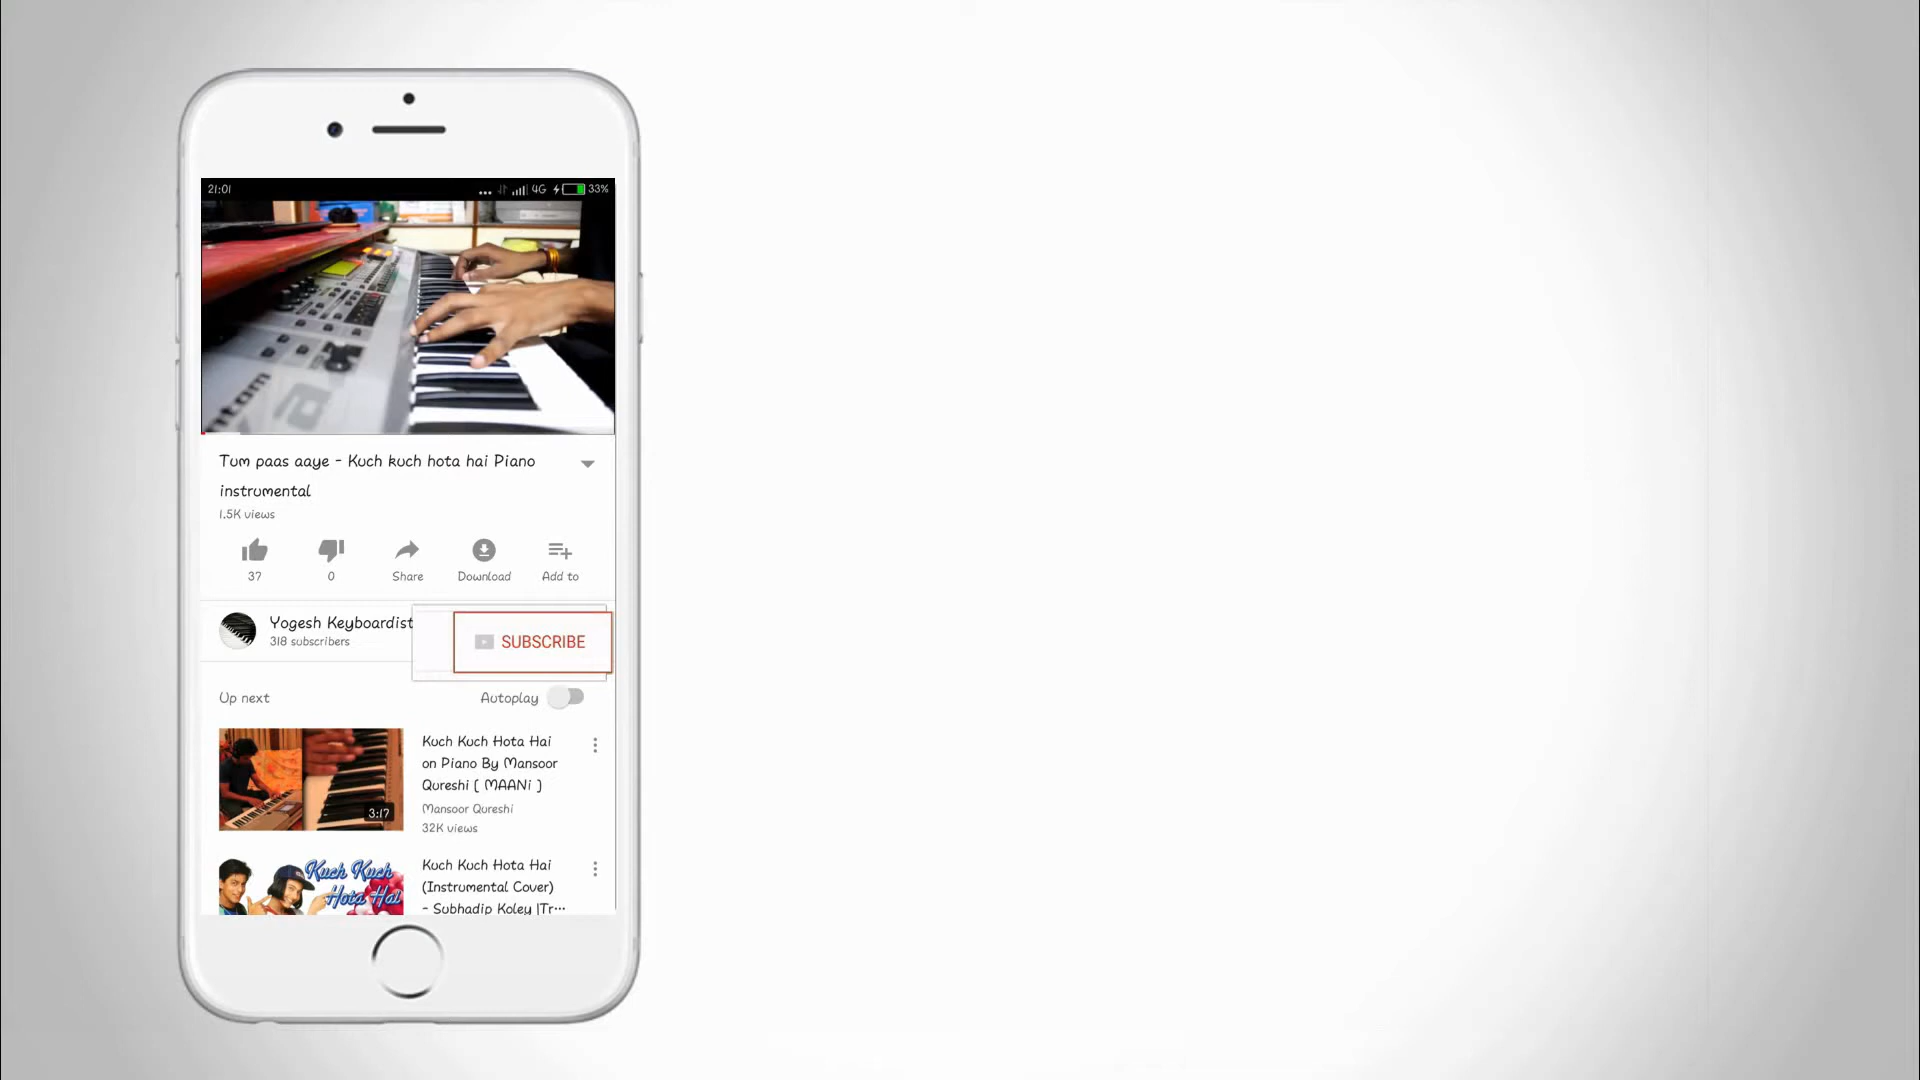 21:01
4G
33%
Tum paas aaye - Kuch kuch hota hai Piano
instrumental
1.5K views
37
0
Share
Download
Add to
Yogesh Keyboardist
318 subscribers
SUBSCRIBE
Up next
Autoplay
Kuch Kuch Hota Hai
on Piano By Mansoor
Qureshi [ MAANi ]
Mansoor Qureshi
32K views
3:17
Kuch Kuch
Hota Hai
Kuch Kuch Hota Hai
(Instrumental Cover)
- Subhadip Koley |Tr...